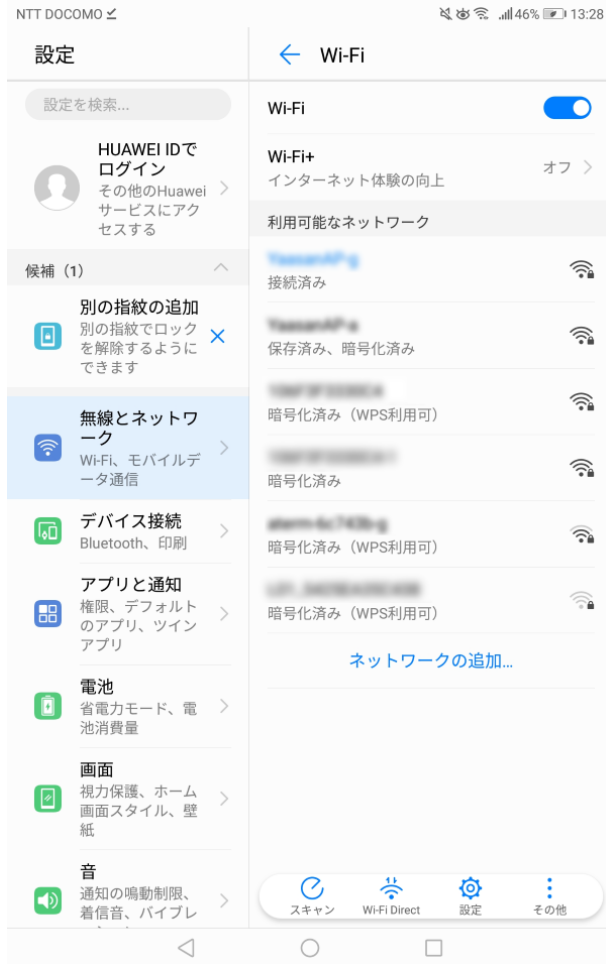 NTT DOCOMO
46%
13:28
設定
設定を検索...
HUAWEI IDで
ログイン
その他のHuawei
サービスにアク
セスする
候補（1）
別の指紋の追加
別の指紋でロック
を解除するように
できます
無線とネットワ
ーク
Wi-Fi、モバイルデ
ータ通信
デバイス接続
Bluetooth、印刷
アプリと通知
権限、デフォルト
のアプリ、ツイン
アプリ
電池
省電力モード、電
池消費量
画面
視力保護、ホーム
画面スタイル、壁
紙
音
通知の鳴動制限、
着信音、バイブレ
Wi-Fi
Wi-Fi
Wi-Fi+
インターネット体験の向上
オフ
利用可能なネットワーク
接続済み
保存済み、暗号化済み
暗号化済み（WPS利用可）
暗号化済み
暗号化済み（WPS利用可）
暗号化済み（WPS利用可）
ネットワークの追加...
スキャン
Wi-Fi Direct
設定
その他